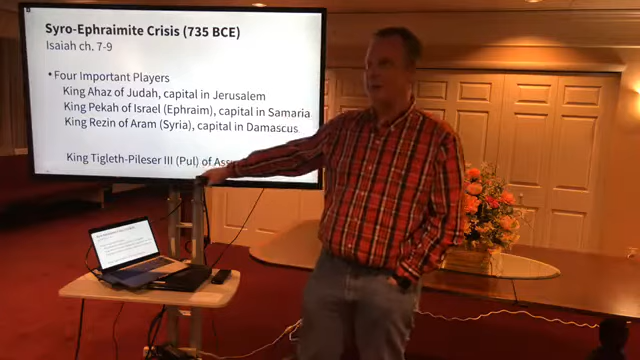 Syro-Ephraimite Crisis (735 BCE)
Isaiah ch. 7-9
•Four Important Players
King Ahaz of Judah, capital in Jerusalem
King Pekah of Israel (Ephraim), capital in Samaria
King Rezin of Aram (Syria), capital in Damascus
King Tigleth-Pileser III (Pul) of